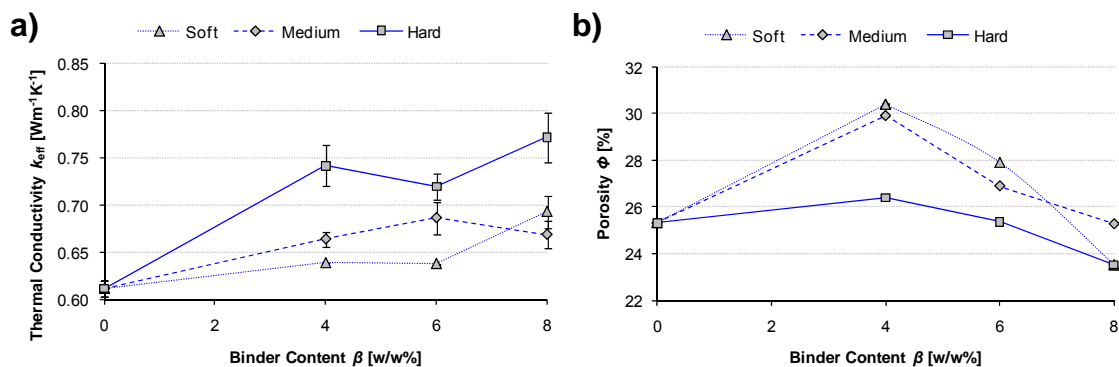 a)
Soft Medium Hard
Thermal Conductivity k_eff [Wm⁻¹K⁻¹]
0.85
0.80
0.75
0.70
0.65
0.60
0 2 4 6 8
Binder Content β [w/w%]
b)
Soft Medium Hard
Porosity Φ [%]
32
30
28
26
24
22
0 2 4 6 8
Binder Content β [w/w%]